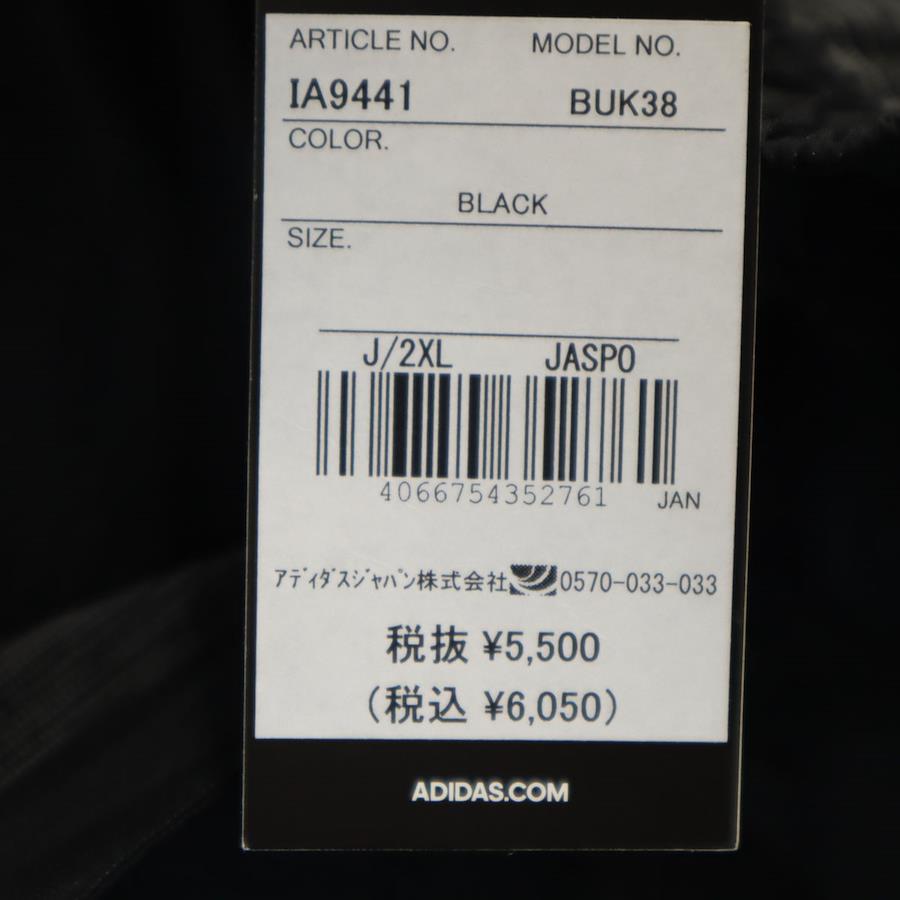 ARTICLE NO. MODEL NO.
IA9441 BUK38
COLOR.
BLACK
SIZE.
J/2XL JASPO
4066754352761 JAN
ｱﾃﾞｨﾀﾞｽｼﾞｬﾊﾟﾝ株式会社 0570-033-033
税抜 ¥5,500
(税込 ¥6,050)
ADIDAS.COM